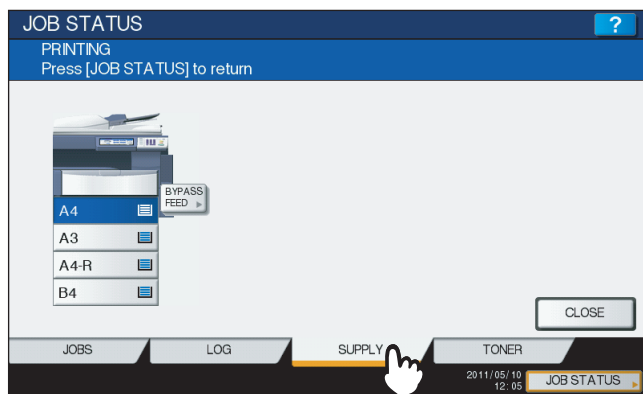 JOB STATUS
?
PRINTING
Press [JOB STATUS] to return
BYPASS
FEED
A4
A3
A4-R
B4
CLOSE
JOBS
LOG
SUPPLY
TONER
2011/05/10
12:05
JOB STATUS